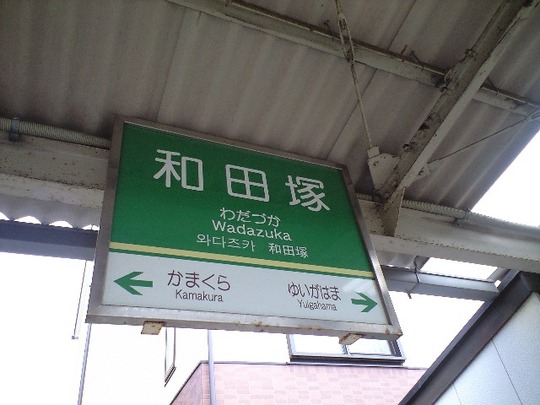 和田塚
わだづか
Wadazuka
와다즈카 和田塚
かまくら
Kamakura
ゆいがはま
Yuigahama